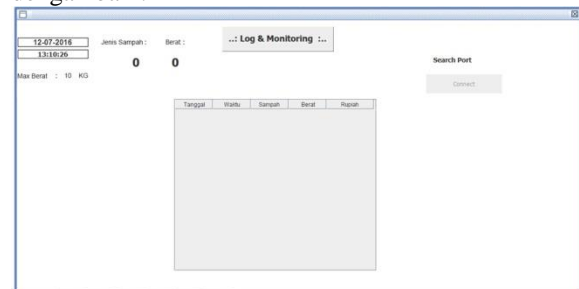 12-07-2016
13:10:26
Max Berat : 10 KG
Jenis Sampah :
0
Berat :
0
..: Log & Monitoring :..
Search Port
Connect
Tanggal Waktu Sampah Berat Rupiah